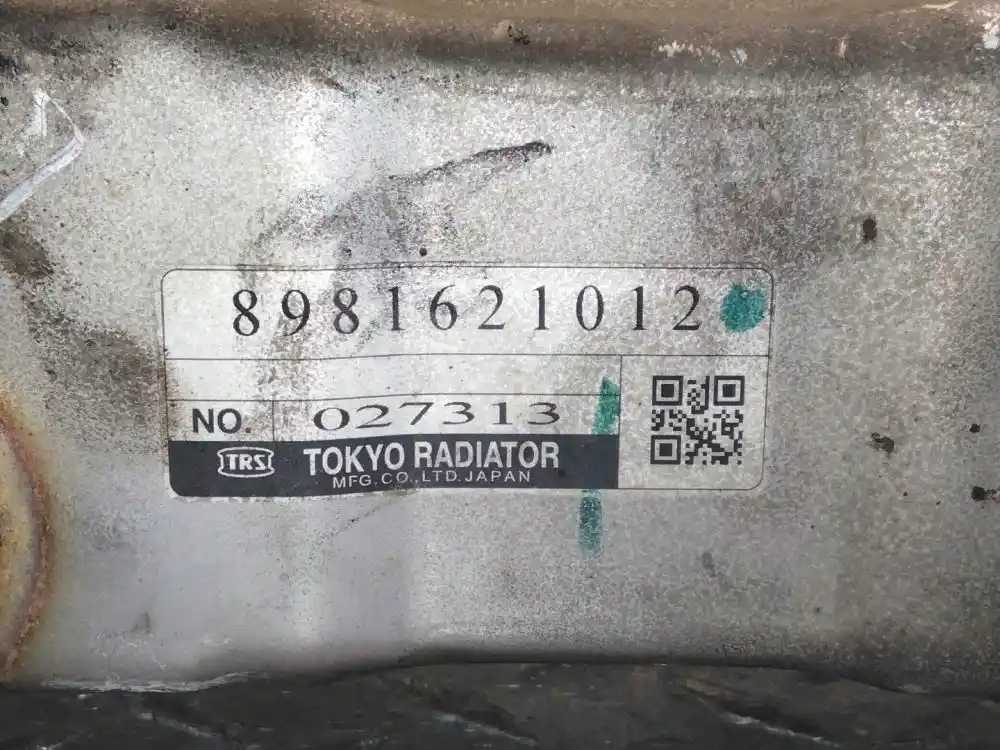 8981621012
NO. 027313
TRS TOKYO RADIATOR
MFG. CO., LTD. JAPAN